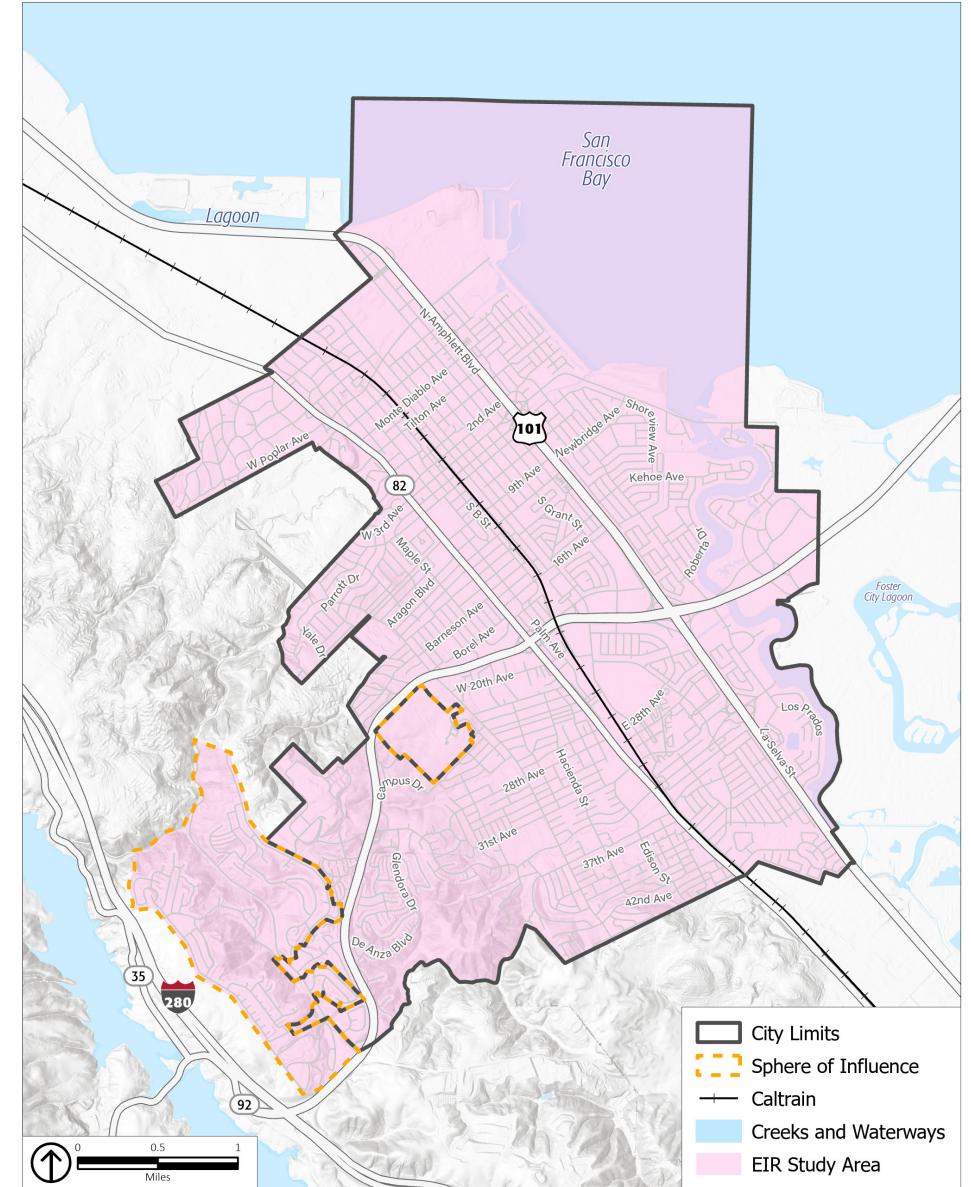 San
Francisco
Bay
Lagoon
N Amphlett Blvd
Monte Diablo Ave
Tilton Ave
2nd Ave
101
Shoreview Ave
Newbridge Ave
W Poplar Ave
Kehoe Ave
9th Ave
82
S B St
S Grant St
W 3rd Ave
16th Ave
Roberta Dr
Maple St
Parrott Dr
Aragon Blvd
Foster
City Lagoon
Barneson Ave
Palm Ave
Yale Dr
Borel Ave
W 20th Ave
E 28th Ave
Los Prados
La Selva St
Campus Dr
28th Ave
Hacienda St
31st Ave
37th Ave
Edison St
Glendora Dr
42nd Ave
De Anza Blvd
35
280
92
City Limits
Sphere of Influence
Caltrain
Creeks and Waterways
EIR Study Area
0 0.5 1
Miles